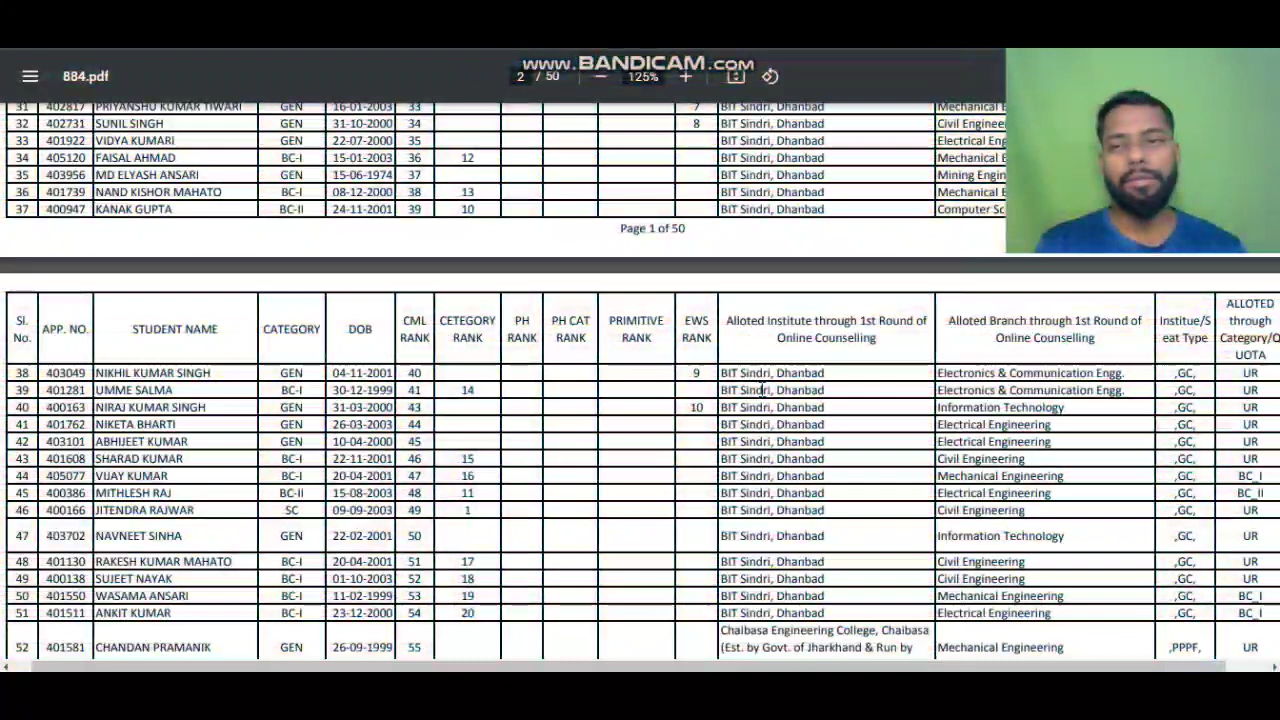 www.BANDICAM.com
884.pdf 2 / 50 125%
31 402817 PRIYANSHU KUMAR TIWARI GEN 16-01-2003 33 7 BIT Sindri, Dhanbad Mechanical E
32 402731 SUNIL SINGH GEN 31-10-2000 34 8 BIT Sindri, Dhanbad Civil Enginee
33 401922 VIDYA KUMARI GEN 22-07-2000 35 BIT Sindri, Dhanbad Electrical Eng
34 405120 FAISAL AHMAD BC-I 15-01-2003 36 12 BIT Sindri, Dhanbad Mechanical E
35 403956 MD ELYASH ANSARI GEN 15-06-1974 37 BIT Sindri, Dhanbad Mining Engin
36 401739 NAND KISHOR MAHATO BC-I 08-12-2000 38 13 BIT Sindri, Dhanbad Mechanical E
37 400947 KANAK GUPTA BC-II 24-11-2001 39 10 BIT Sindri, Dhanbad Computer Sc
Page 1 of 50
Sl. No. APP. NO. STUDENT NAME CATEGORY DOB CML RANK CETEGORY RANK PH RANK PH CAT RANK PRIMITIVE RANK EWS RANK Alloted Institute through 1st Round of Online Counselling Alloted Branch through 1st Round of Online Counselling Institue/S eat Type ALLOTED through Category/Q UOTA
38 403049 NIKHIL KUMAR SINGH GEN 04-11-2001 40 9 BIT Sindri, Dhanbad Electronics & Communication Engg. ,GC, UR
39 401281 UMME SALMA BC-I 30-12-1999 41 14 BIT Sindri, Dhanbad Electronics & Communication Engg. ,GC, UR
40 400163 NIRAJ KUMAR SINGH GEN 31-03-2000 43 10 BIT Sindri, Dhanbad Information Technology ,GC, UR
41 401762 NIKETA BHARTI GEN 26-03-2003 44 BIT Sindri, Dhanbad Electrical Engineering ,GC, UR
42 403101 ABHIJEET KUMAR GEN 10-04-2000 45 BIT Sindri, Dhanbad Electrical Engineering ,GC, UR
43 401608 SHARAD KUMAR BC-I 22-11-2001 46 15 BIT Sindri, Dhanbad Civil Engineering ,GC, UR
44 405077 VIJAY KUMAR BC-I 20-04-2001 47 16 BIT Sindri, Dhanbad Mechanical Engineering ,GC, BC_I
45 400386 MITHLESH RAJ BC-II 15-08-2003 48 11 BIT Sindri, Dhanbad Electrical Engineering ,GC, BC_II
46 400166 JITENDRA RAJWAR SC 09-09-2003 49 1 BIT Sindri, Dhanbad Civil Engineering ,GC, UR
47 403702 NAVNEET SINHA GEN 22-02-2001 50 BIT Sindri, Dhanbad Information Technology ,GC, UR
48 401130 RAKESH KUMAR MAHATO BC-I 20-04-2001 51 17 BIT Sindri, Dhanbad Civil Engineering ,GC, UR
49 400138 SUJEET NAYAK BC-I 01-10-2003 52 18 BIT Sindri, Dhanbad Civil Engineering ,GC, UR
50 401550 WASAMA ANSARI BC-I 11-02-1999 53 19 BIT Sindri, Dhanbad Mechanical Engineering ,GC, BC_I
51 401511 ANKIT KUMAR BC-I 23-12-2000 54 20 BIT Sindri, Dhanbad Electrical Engineering ,GC, BC_I
52 401581 CHANDAN PRAMANIK GEN 26-09-1999 55 Chaibasa Engineering College, Chaibasa (Est. by Govt. of Jharkhand & Run by Mechanical Engineering ,PPPF, UR